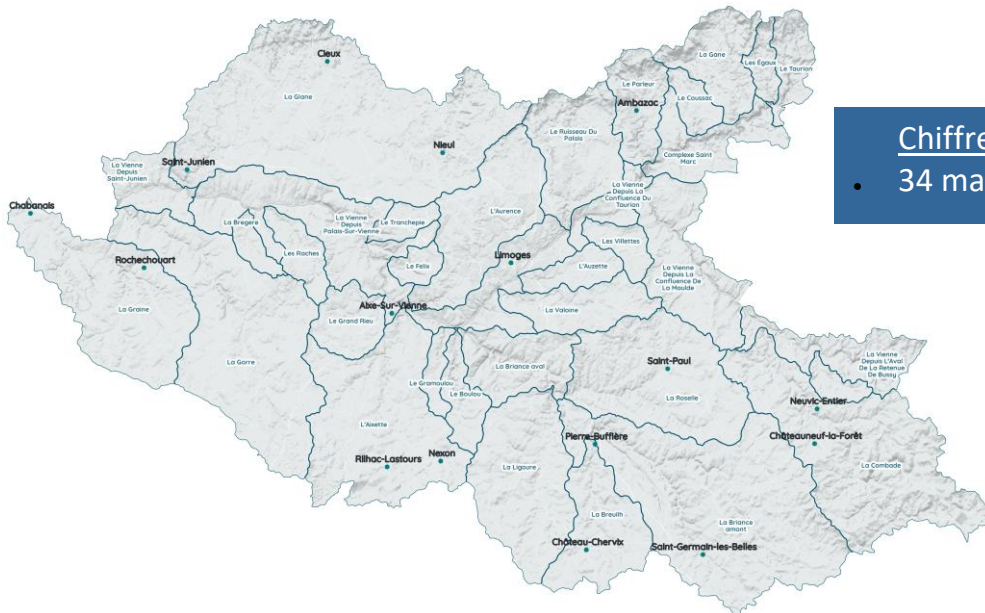 Cieux
La Gane
Les Égaux
Le Taurion
La Glane
Le Parleur
Le Coussac
Ambazac
Le Ruisseau Du
Palais
Nieul
Complexe Saint
Marc
La Vienne
Depuis
Saint-Junien
Saint-Junien
La Vienne
Depuis La
Confluence Du
Taurion
Chabanais
La Bregere
La Vienne
Depuis
Palais-Sur-Vienne
Le Tranchepie
L'Aurence
Les Villettes
Les Roches
Limoges
Rochechouart
Le Felix
L'Auzette
La Vienne
Depuis La
Confluence De
La Maulde
La Graine
Aixe-Sur-Vienne
La Valoine
Le Grand Rieu
La Gorre
La Briance aval
Saint-Paul
La Vienne
Depuis L'Aval
De La Retenue
De Bussy
Le Gramoulou
Le Boulou
La Roselle
Neuvic-Entier
L'Aixette
Pierre-Buffière
Châteauneuf-la-Forêt
Nexon
Rilhac-Lastours
La Ligoure
La Combade
La Breuilh
La Briance
amont
Château-Chervix
Saint-Germain-les-Belles
Chiffre
• 34 ma